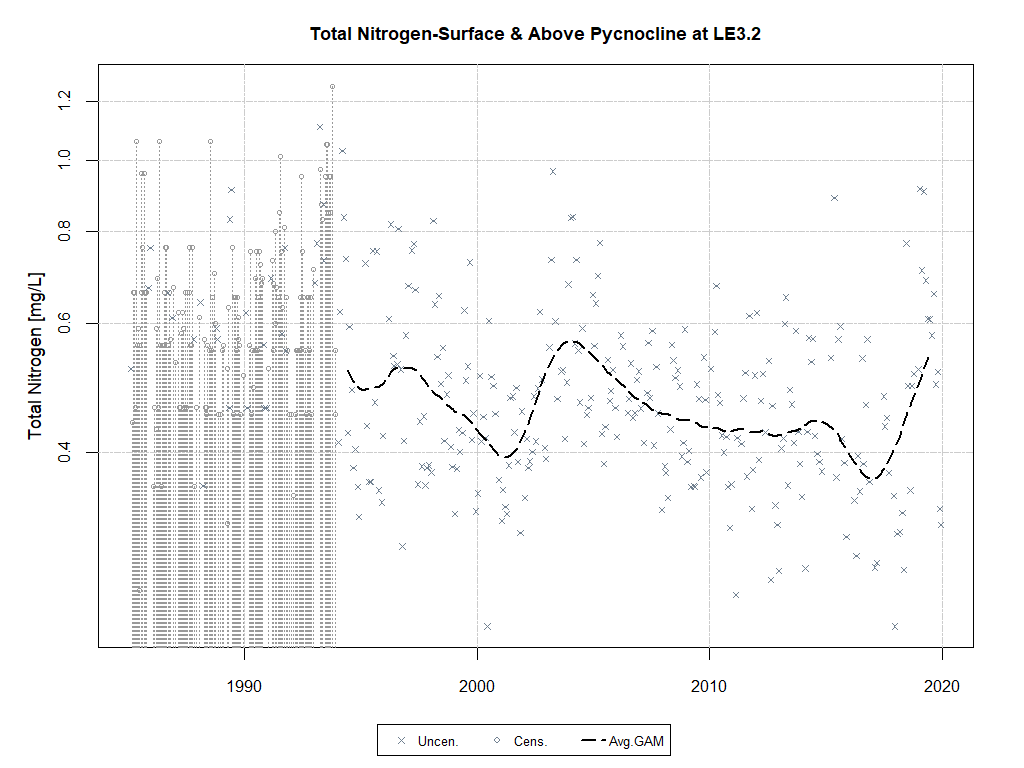 Total Nitrogen-Surface & Above Pycnocline at LE3.2
Total Nitrogen [mg/L]
1.2
1.0
0.8
0.6
0.4
1990 2000 2010 2020
Uncen. Cens. Avg.GAM